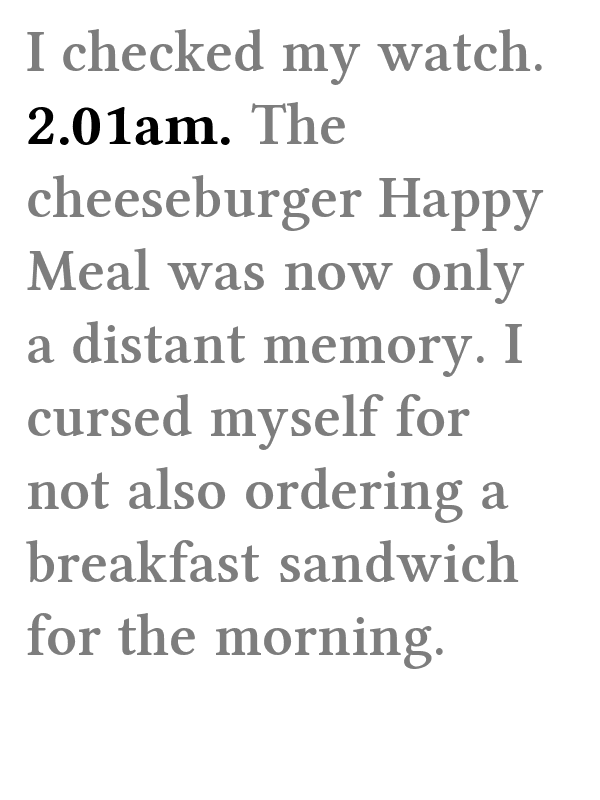 I checked my watch.
2.01am. The
cheeseburger Happy
Meal was now only
a distant memory. I
cursed myself for
not also ordering a
breakfast sandwich
for the morning.